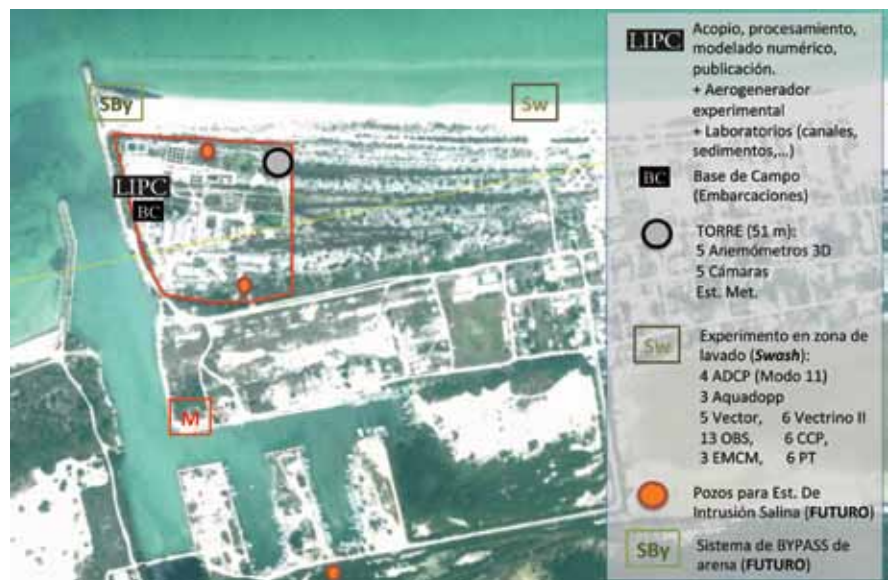 SBy
Sw
LIPC
BC
M
LIPC
Acopio, procesamiento,
modelado numérico,
publicación.
+ Aerogenerador
experimental
+ Laboratorios (canales,
sedimentos,...)
BC
Base de Campo
(Embarcaciones)
TORRE (51 m):
5 Anemómetros 3D
5 Cámaras
Est. Met.
Sw
Experimento en zona de
lavado (Swash):
4 ADCP (Modo 11)
3 Aquadopp
5 Vector, 6 Vectrino II
13 OBS, 6 CCP,
3 EMCM, 6 PT
Pozos para Est. De
Intrusión Salina (FUTURO)
SBy
Sistema de BYPASS de
arena (FUTURO)